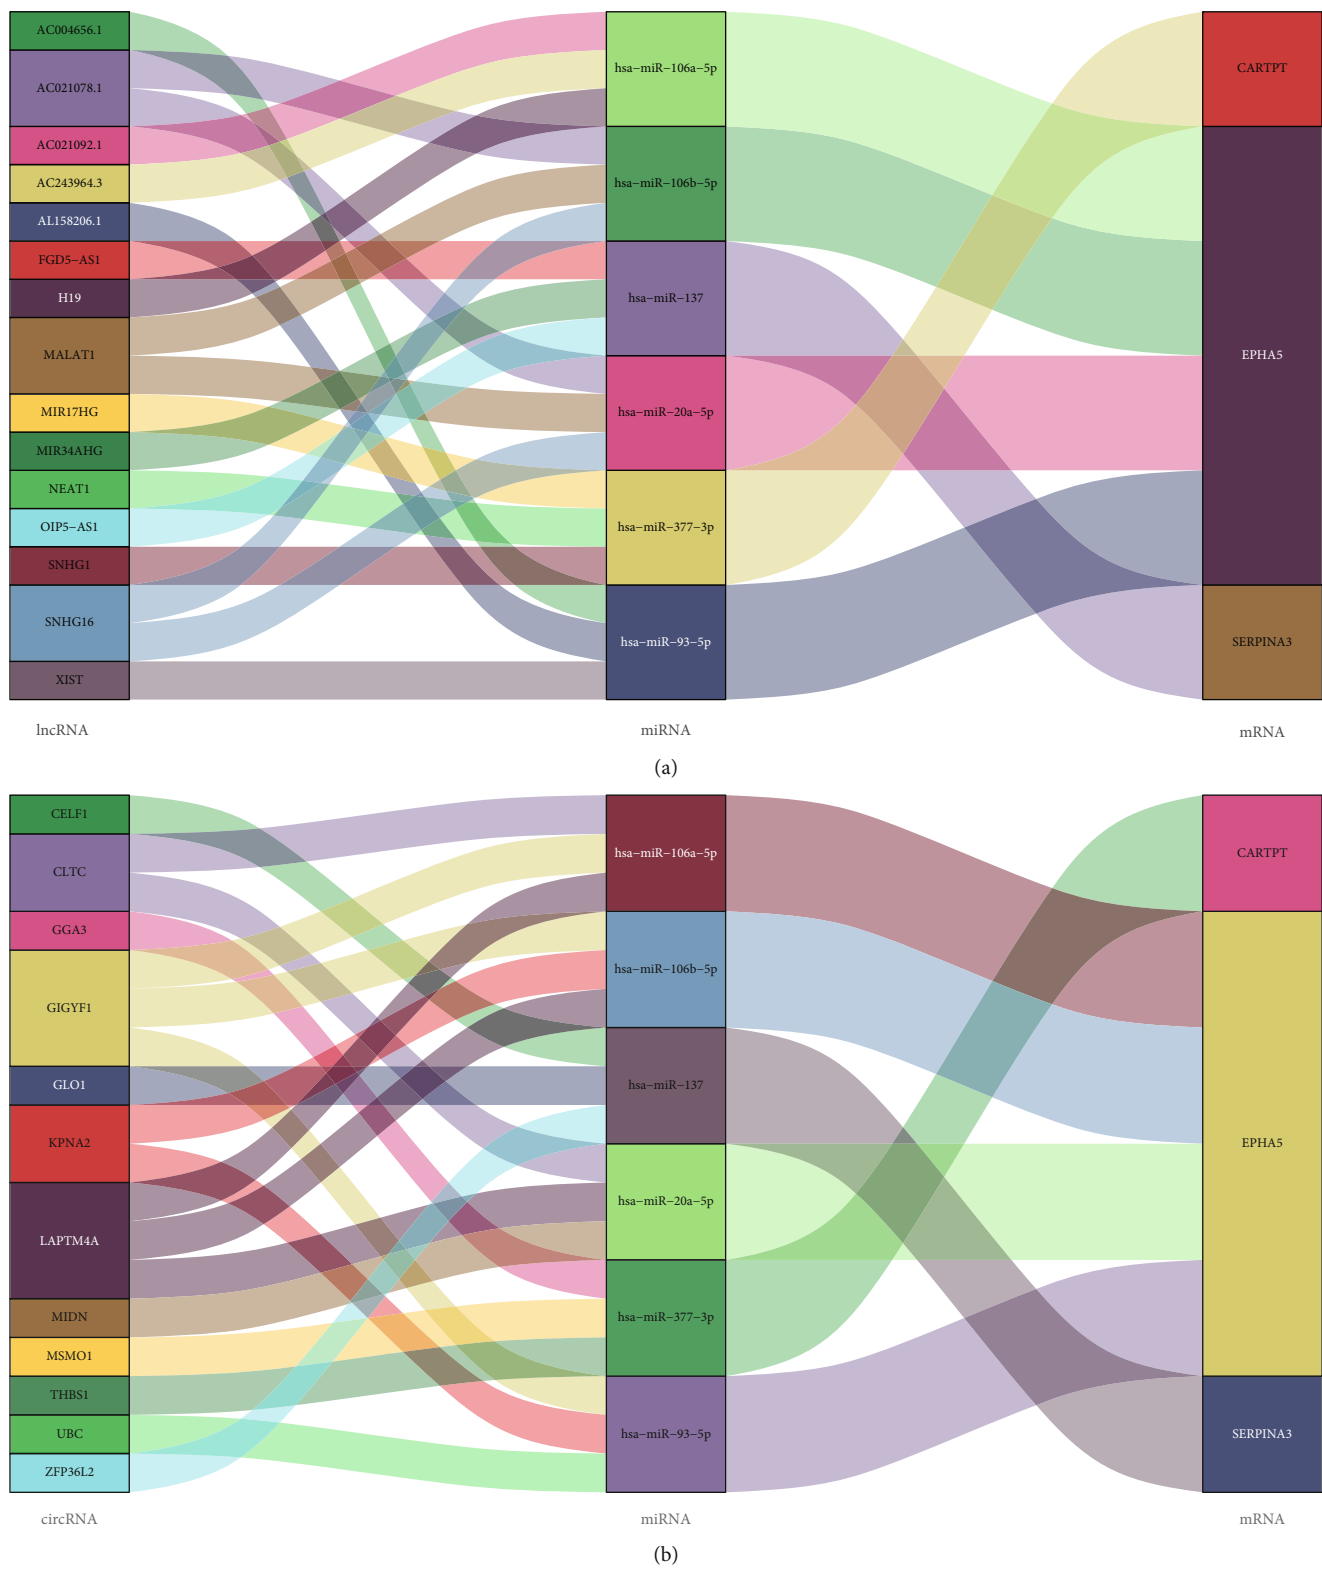 AC004656.1
AC021078.1
AC021092.1
AC243964.3
AL158206.1
FGD5−AS1
H19
MALAT1
MIR17HG
MIR34AHG
NEAT1
OIP5−AS1
SNHG1
SNHG16
XIST
lncRNA
hsa−miR−106a−5p
hsa−miR−106b−5p
hsa−miR−137
hsa−miR−20a−5p
hsa−miR−377−3p
hsa−miR−93−5p
miRNA
CARTPT
EPHA5
SERPINA3
mRNA
(a)
CELF1
CLTC
GGA3
GIGYF1
GLO1
KPNA2
LAPTM4A
MIDN
MSMO1
THBS1
UBC
ZFP36L2
circRNA
hsa−miR−106a−5p
hsa−miR−106b−5p
hsa−miR−137
hsa−miR−20a−5p
hsa−miR−377−3p
hsa−miR−93−5p
miRNA
CARTPT
EPHA5
SERPINA3
mRNA
(b)